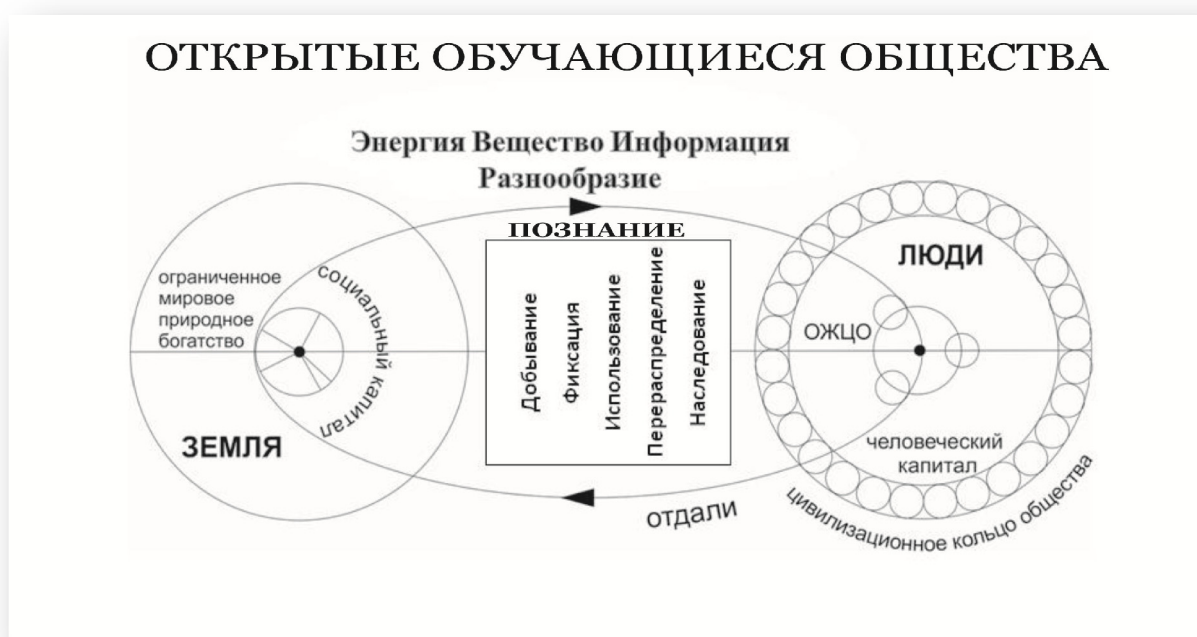 ОТКРЫТЫЕ ОБУЧАЮЩИЕСЯ ОБЩЕСТВА
Энергия Вещество Информация
Разнообразие
ПОЗНАНИЕ
ограниченное
мировое
природное
богатство
социальный капитал
ЗЕМЛЯ
Добывание
Фиксация
Использование
Перераспределение
Наследование
ЛЮДИ
ОЖЦО
человеческий
капитал
цивилизационное кольцо общества
отдали